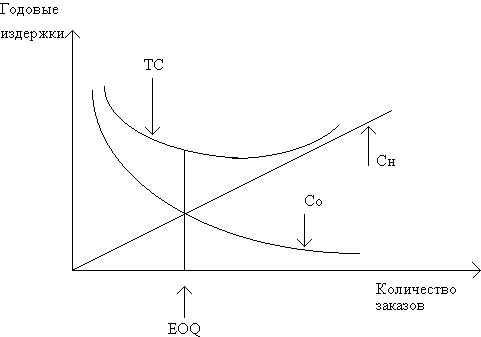 Годовые
издержки
TC
Сн
Со
Количество
заказов
EOQ